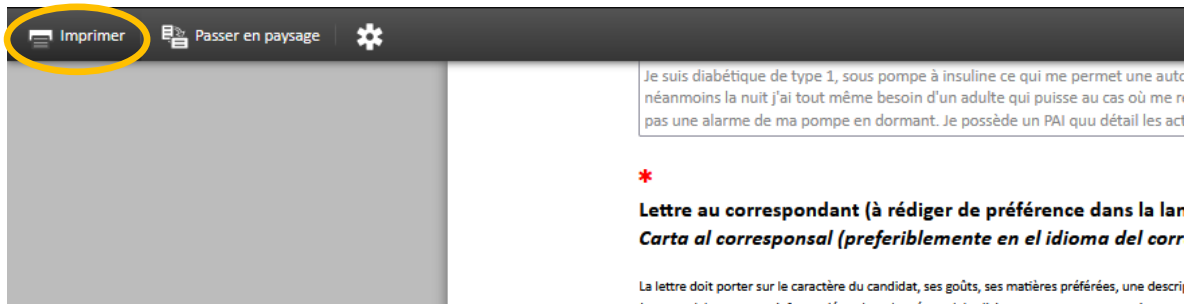 Imprimer Passer en paysage
Je suis diabétique de type 1, sous pompe à insuline ce qui me permet une auto
néanmoins la nuit j'ai tout même besoin d'un adulte qui puisse au cas où me r
pas une alarme de ma pompe en dormant. Je possède un PAI quu détail les act
*
Lettre au correspondant (à rédiger de préférence dans la lan
Carta al corresponsal (preferiblemente en el idioma del corr
La lettre doit porter sur le caractère du candidat, ses goûts, ses matières préférées, une descri